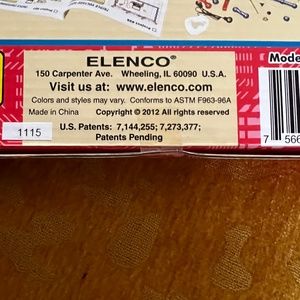 ELENCO®
Mode
150 Carpenter Ave. Wheeling, IL 60090 U.S.A.
Visit us at: www.elenco.com
Colors and styles may vary. Conforms to ASTM F963-96A
Made in China Copyright © 2012 All rights reserved
1115
U.S. Patents: 7,144,255; 7,273,377;
Patents Pending
7 566